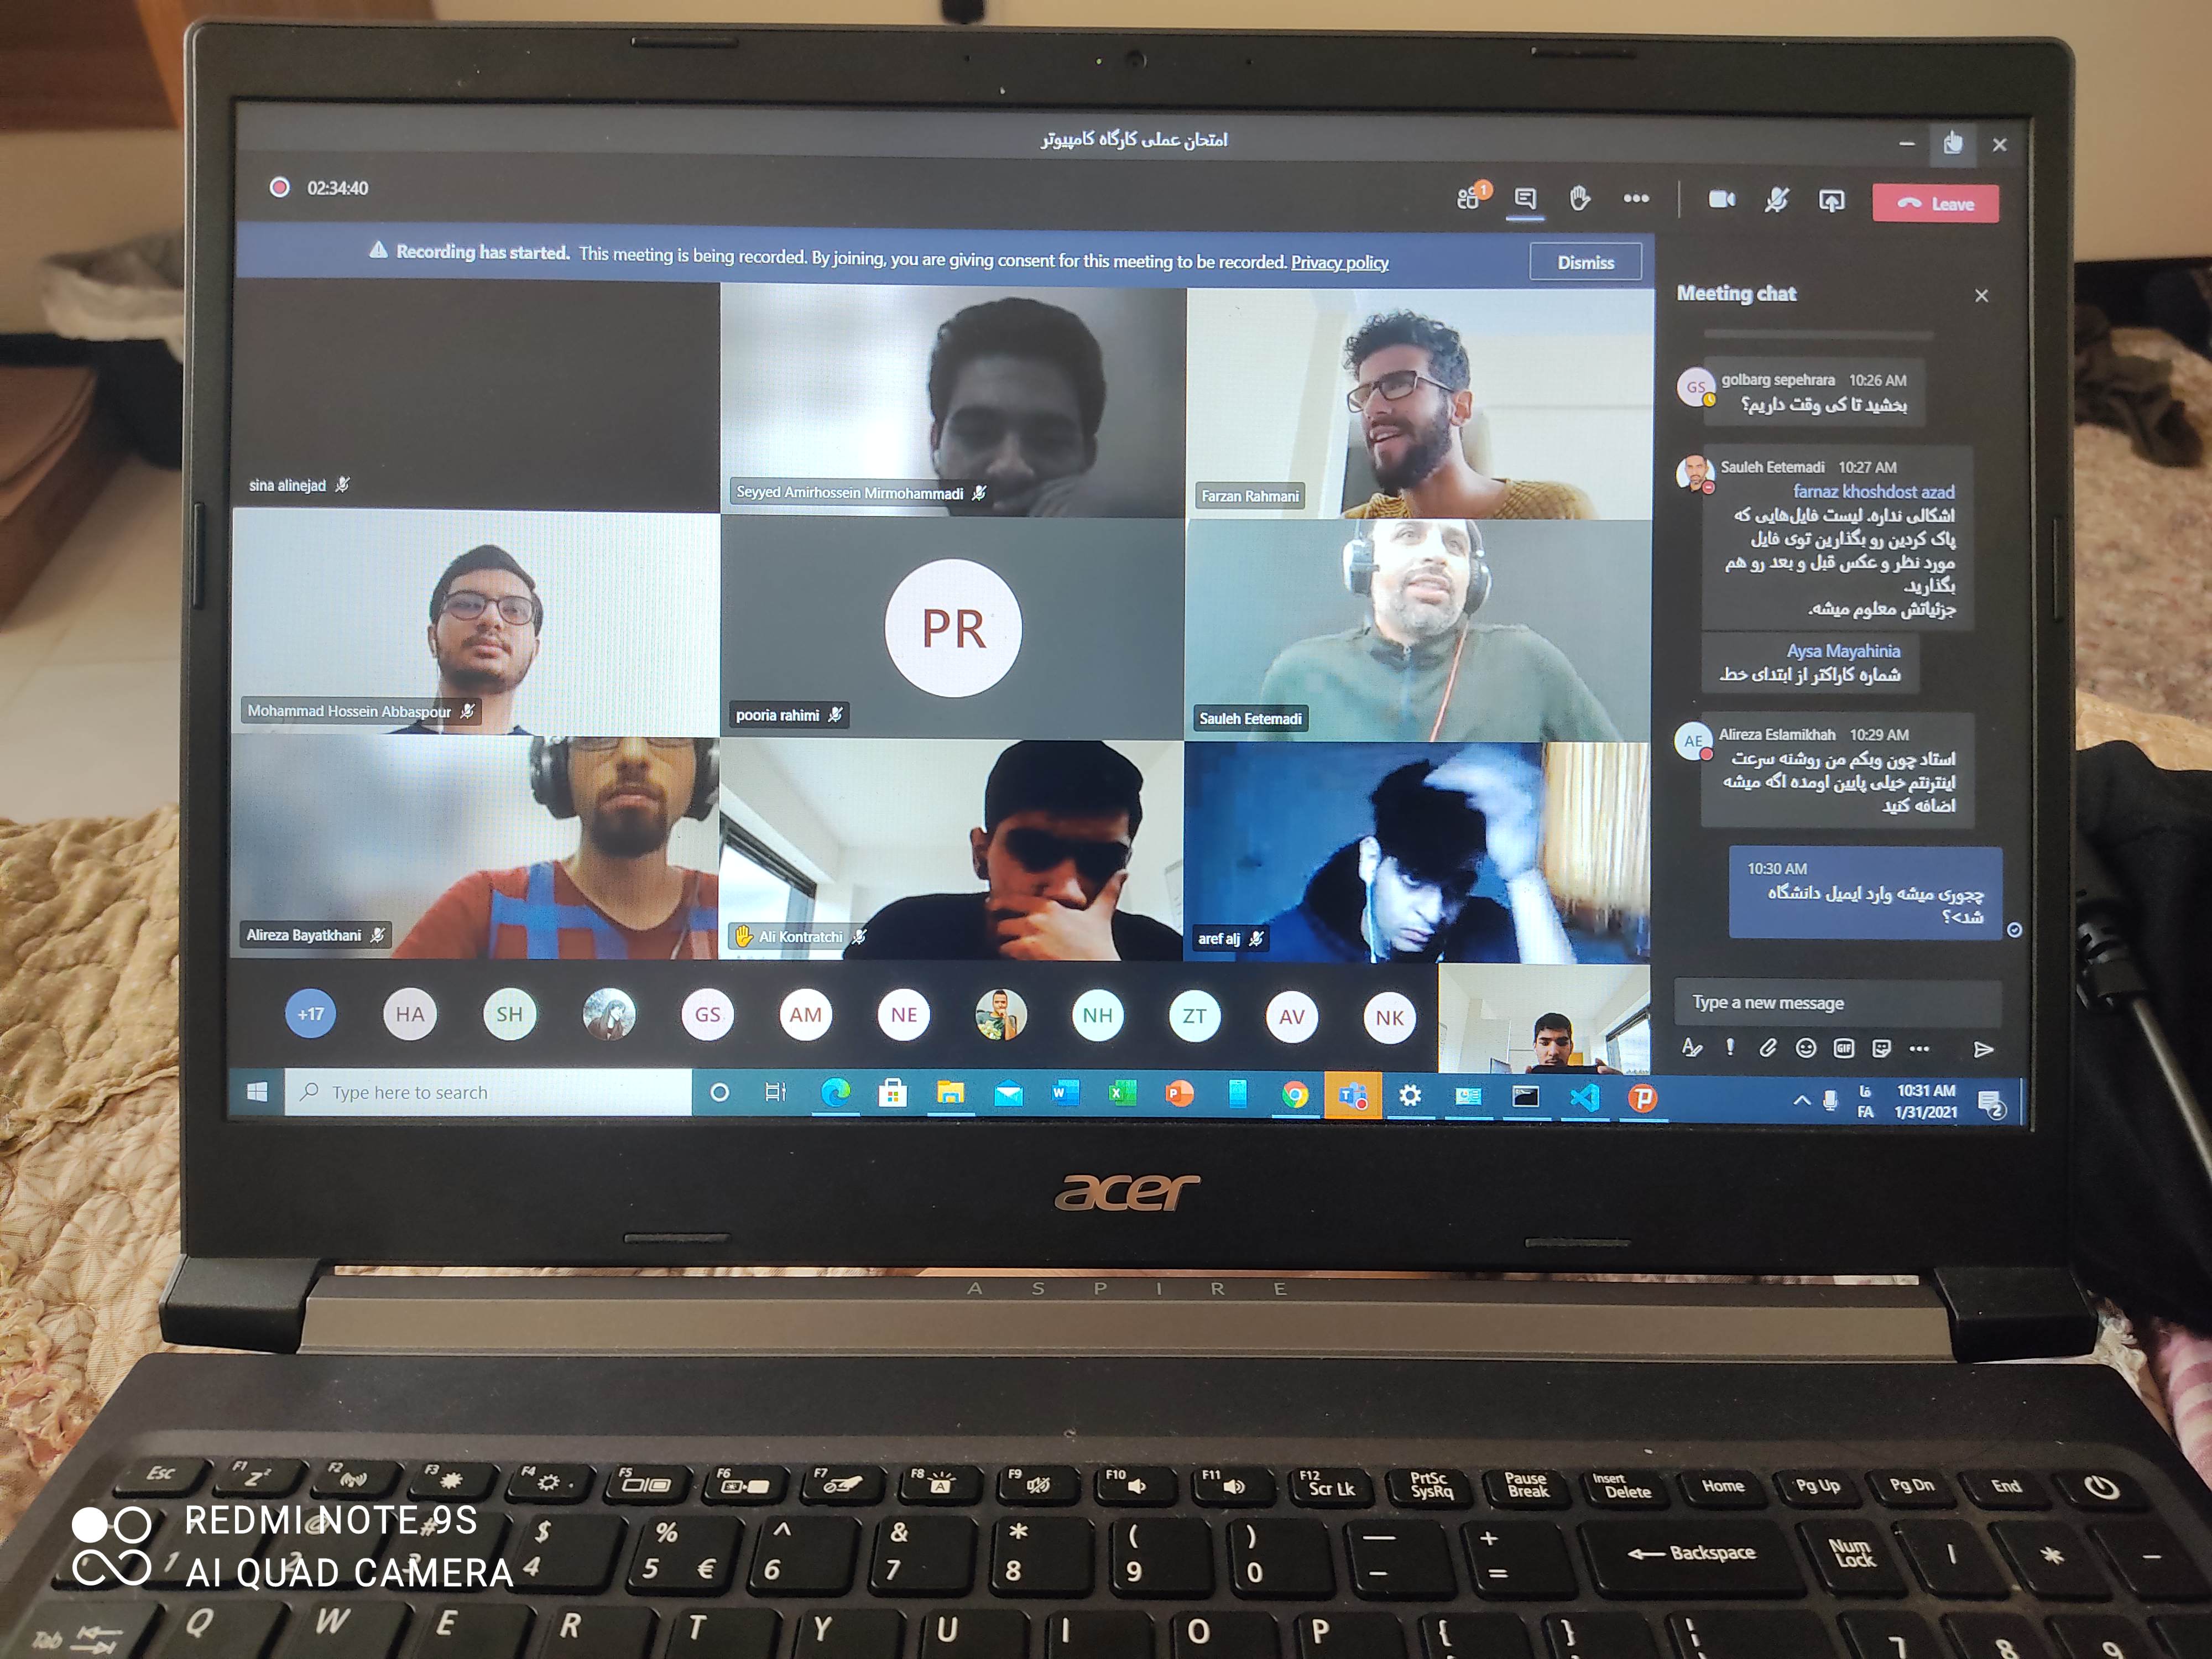 امتحان عملی کارگاه کامپیوتر
02:34:40
1
Leave
Recording has started. This meeting is being recorded. By joining, you are giving consent for this meeting to be recorded. Privacy policy
Dismiss
sina alinejad
Seyyed Amirhossein Mirmohammadi
Farzan Rahmani
Mohammad Hossein Abbaspour
PR
pooria rahimi
Sauleh Eetemadi
Alireza Bayatkhani
Ali Kontratchi
aref alj
+17
HA
SH
GS
AM
NE
NH
ZT
AV
NK
Meeting chat
GS
golbarg sepehrara 10:26 AM
بخشید تا کی وقت داریم؟
Sauleh Eetemadi 10:27 AM
farnaz khoshdost azad
اشکالی نداره. لیست فایل‌هایی که
پاک کردین رو بگذارین توی فایل
مورد نظر و عکس قبل و بعد رو هم
بگذارید.
جزئیاتش معلوم میشه.
Aysa Mayahinia
شماره کاراکتر از ابتدای خط.
AE
Alireza Eslamikhah 10:29 AM
استاد چون وبکم من روشنه سرعت
اینترنتم خیلی پایین اومده اگه میشه
اضافه کنید
10:30 AM
چجوری میشه وارد ایمیل دانشگاه
شد>؟
Type a new message
GIF
Type here to search
فا
FA
10:31 AM
1/31/2021
2
acer
ASPIRE
Esc
F1
F2
F3
F4
F5
F6
F7
F8
F9
F10
F11
F12
Scr Lk
PrtSc
SysRq
Pause
Break
Insert
Delete
Home
Pg Up
Pg Dn
End
1
2
#
$
4
%
5
€
^
6
&
7
*
8
(
9
)
0
—
-
+
=
Backspace
Num
Lock
/
*
-
Tab
Q
W
E
R
T
Y
U
I
O
P
{
}
7
8
9
REDMI NOTE 9S
AI QUAD CAMERA